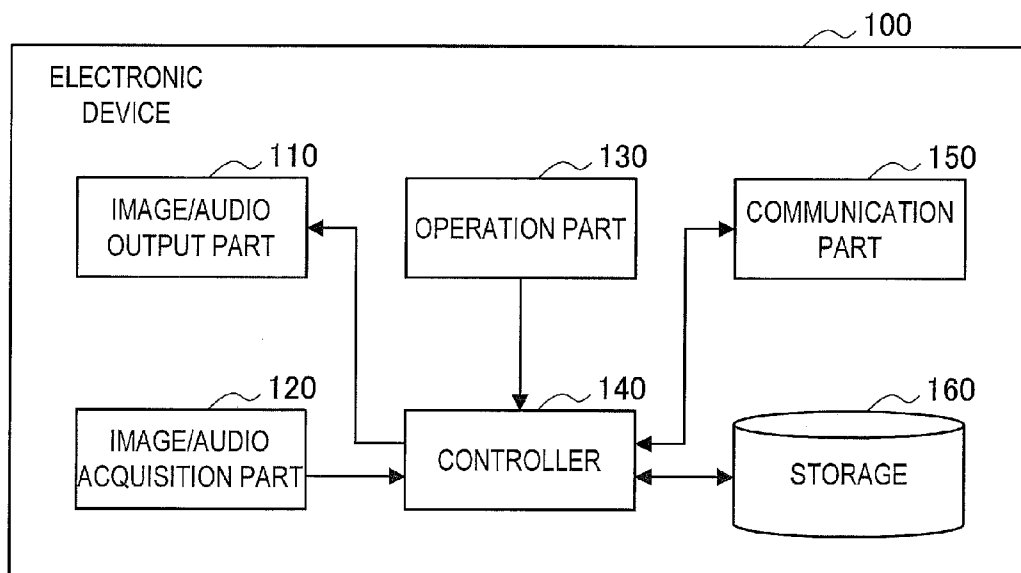 100
ELECTRONIC
DEVICE
110
IMAGE/AUDIO
OUTPUT PART
130
OPERATION PART
150
COMMUNICATION
PART
120
IMAGE/AUDIO
ACQUISITION PART
140
CONTROLLER
160
STORAGE